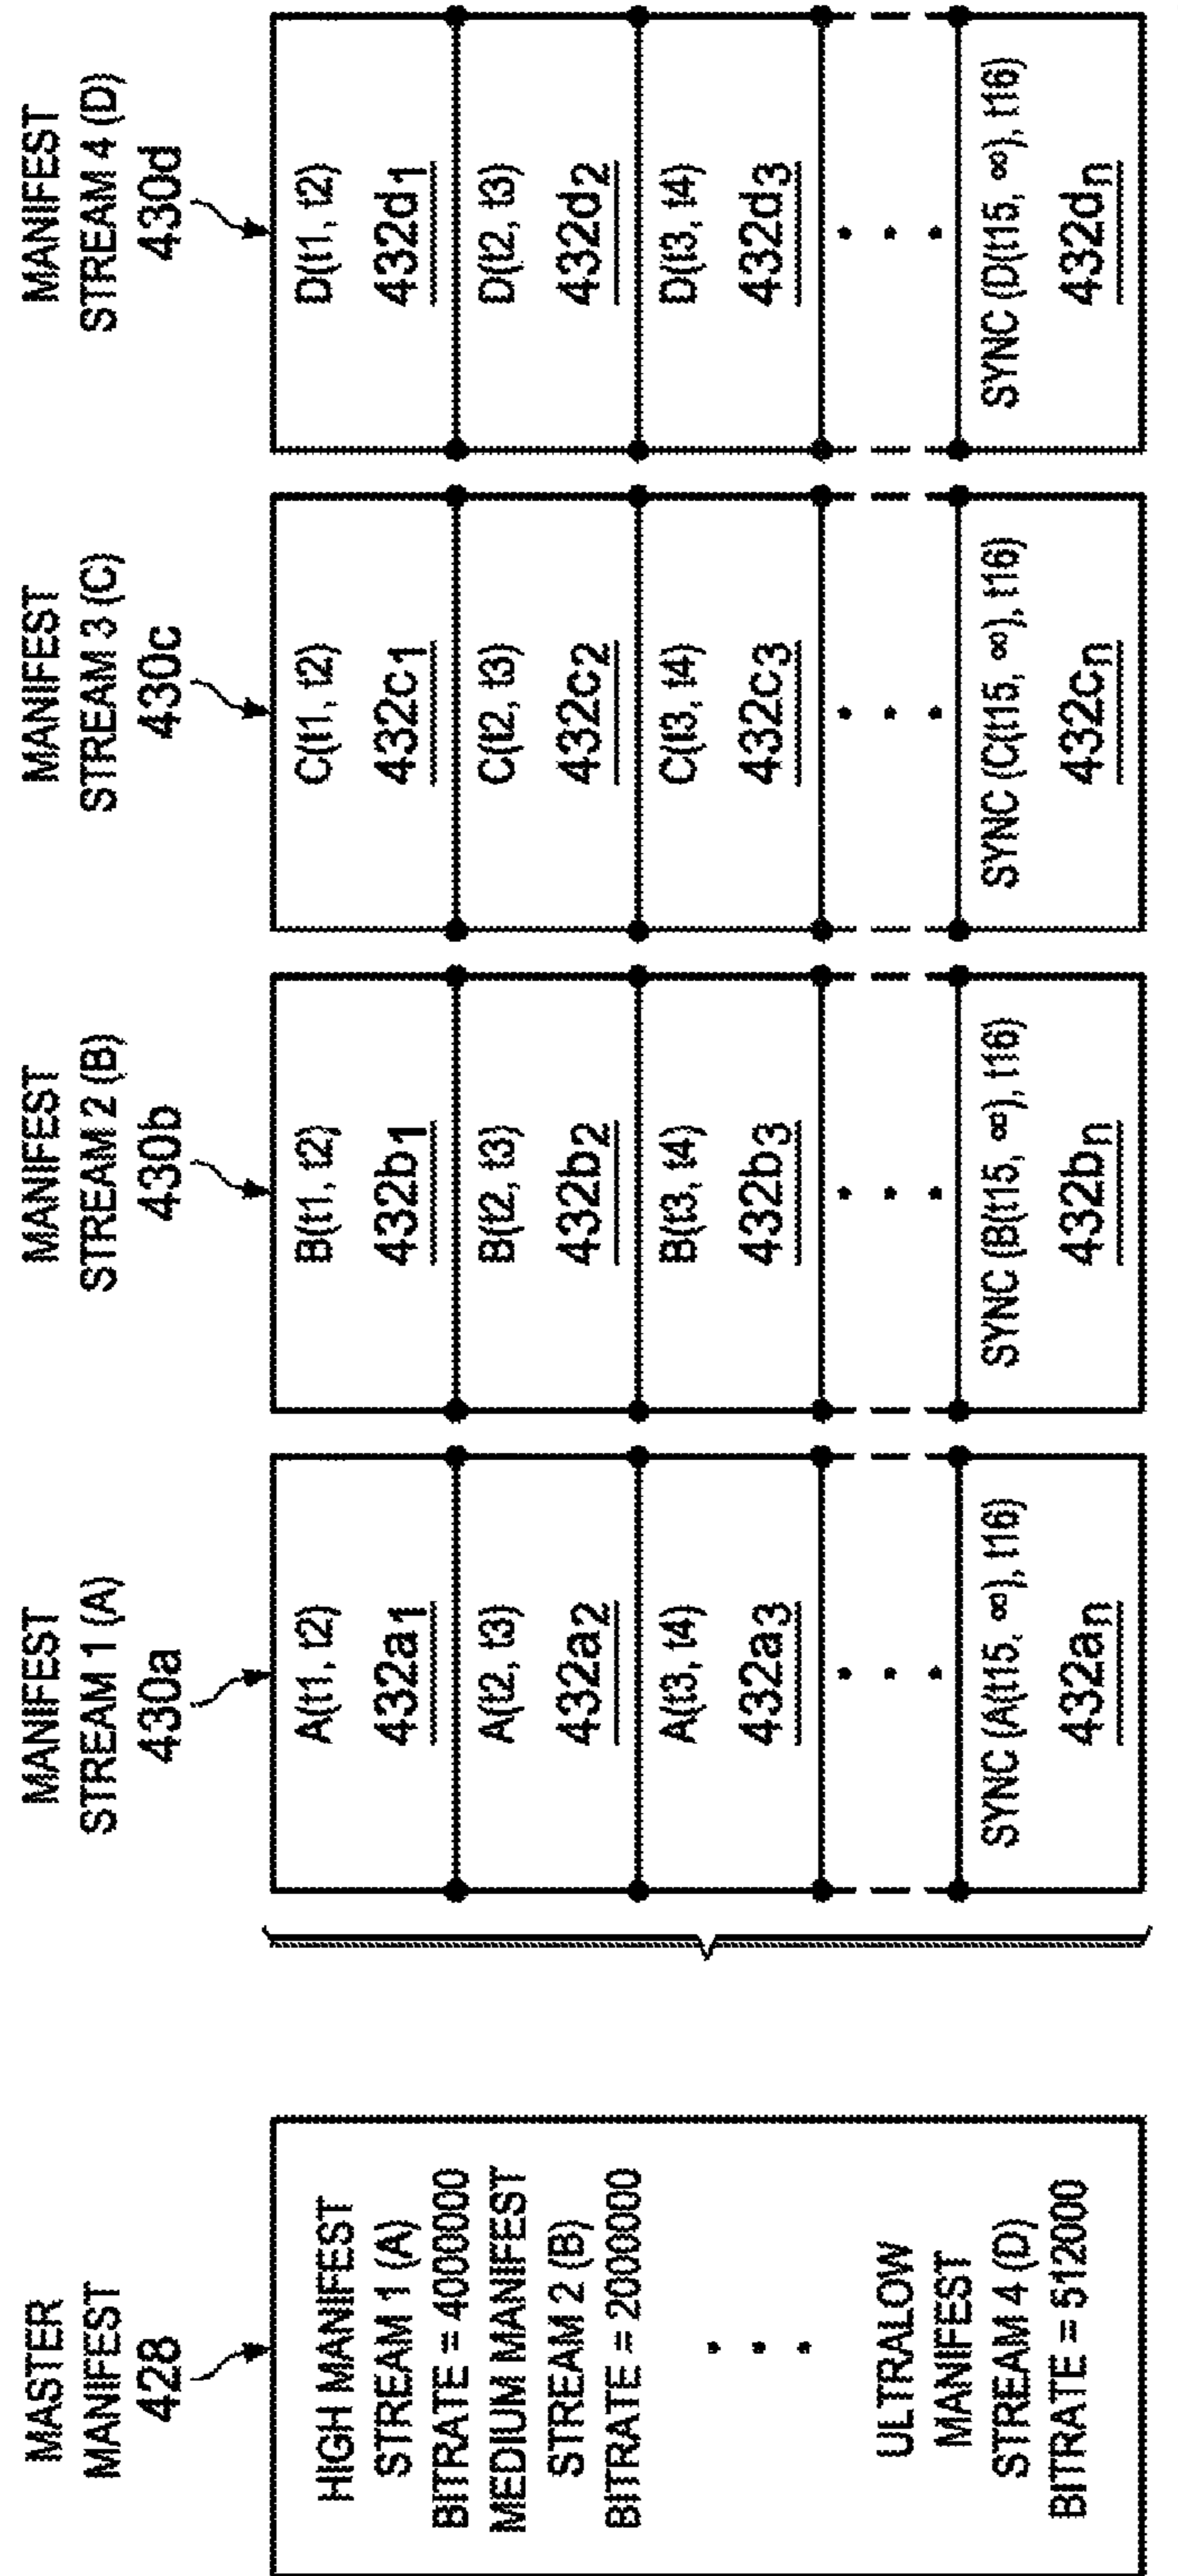 MASTER
MANIFEST
428
HIGH MANIFEST
STREAM 1 (A)
BITRATE = 4000000
MEDIUM MANIFEST
STREAM 2 (B)
BITRATE = 2000000
ULTRALOW
MANIFEST
STREAM 4 (D)
BITRATE = 512000
MANIFEST
STREAM 1 (A)
430a
A(t1, t2)
432a1
A(t2, t3)
432a2
A(t3, t4)
432a3
SYNC (A(t15, ∞), t16)
432an
MANIFEST
STREAM 2 (B)
430b
B(t1, t2)
432b1
B(t2, t3)
432b2
B(t3, t4)
432b3
SYNC (B(t15, ∞), t16)
432bn
MANIFEST
STREAM 3 (C)
430c
C(t1, t2)
432c1
C(t2, t3)
432c2
C(t3, t4)
432c3
SYNC (C(t15, ∞), t16)
432cn
MANIFEST
STREAM 4 (D)
430d
D(t1, t2)
432d1
D(t2, t3)
432d2
D(t3, t4)
432d3
SYNC (D(t15, ∞), t16)
432dn